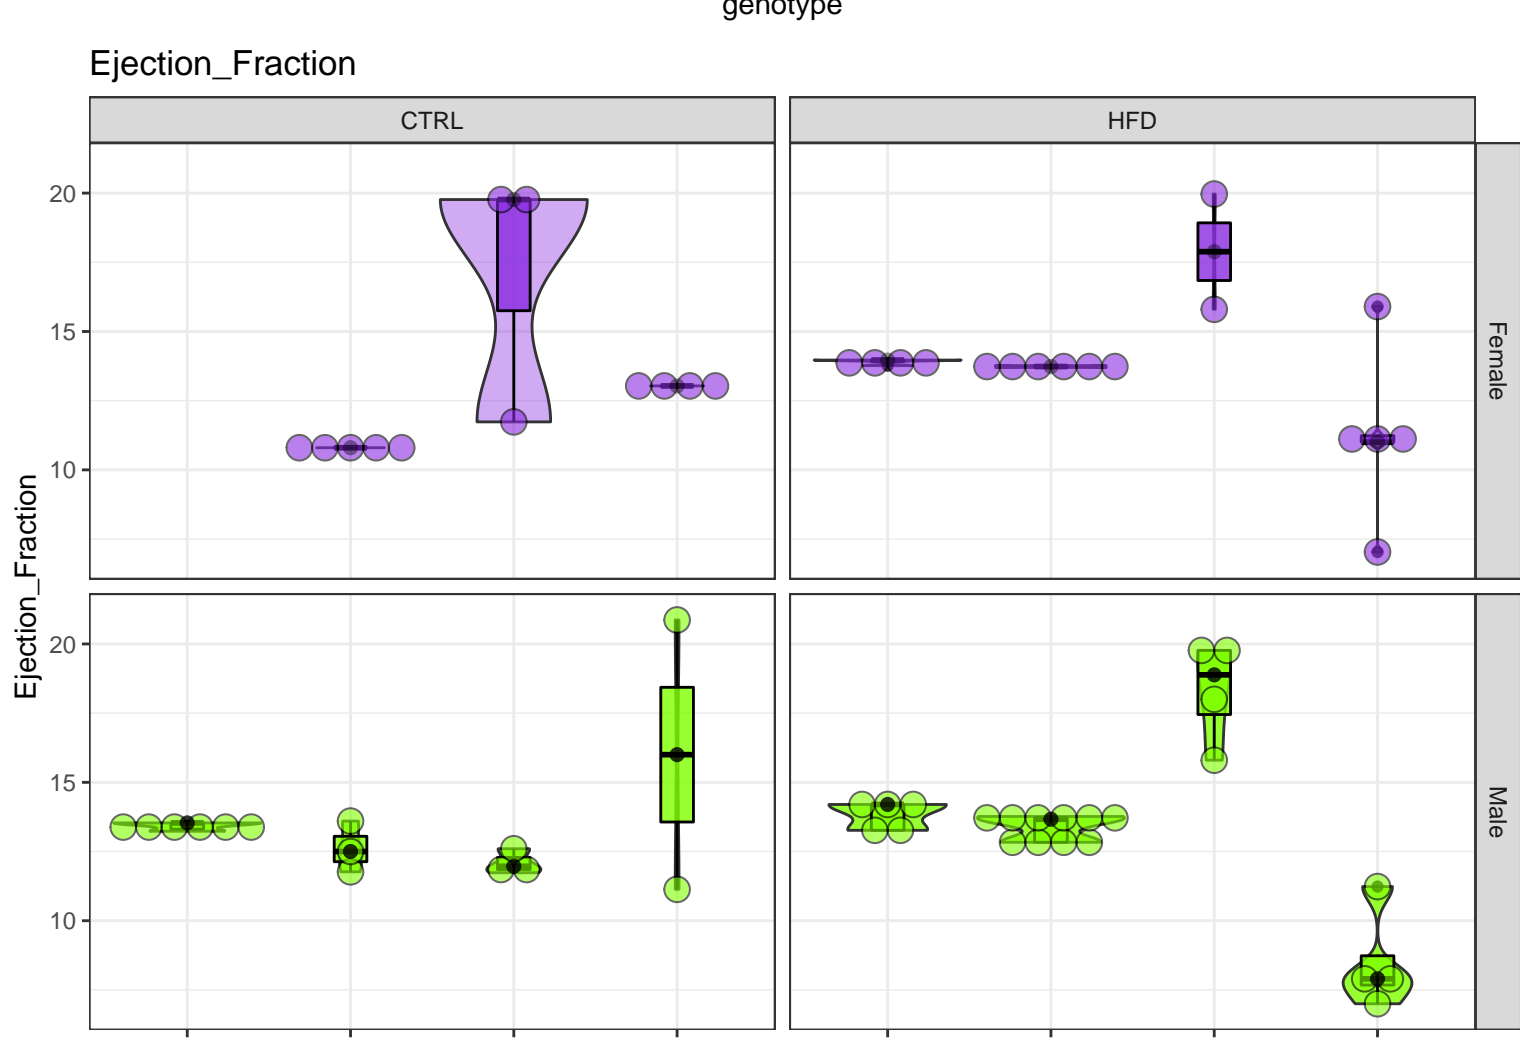 genotype
Ejection_Fraction
CTRL
HFD
20
15
10
Female
Ejection_Fraction
20
15
10
Male